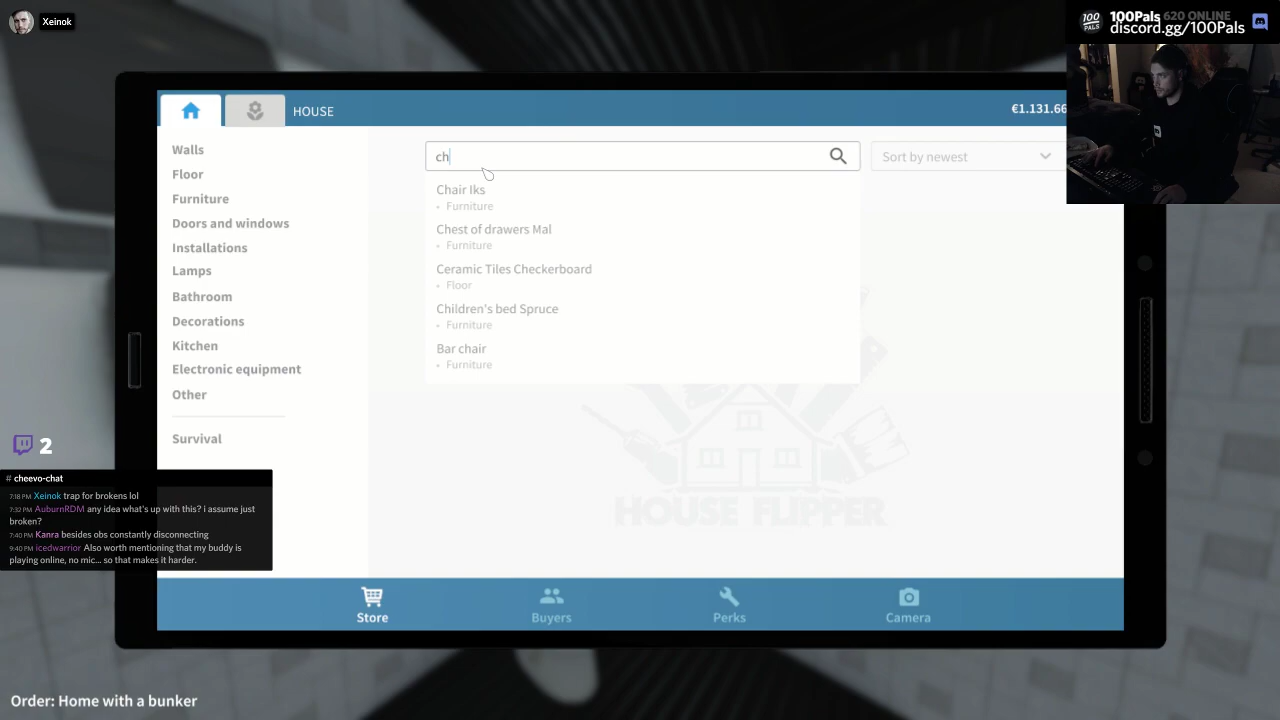 Xeinok
100Pals 620 ONLINE
discord.gg/100Pals
100
PALS
HOUSE
€1.131.66
Walls
Floor
Furniture
Doors and windows
Installations
Lamps
Bathroom
Decorations
Kitchen
Electronic equipment
Other
Survival
ch
Sort by newest
Chair Iks
• Furniture
Chest of drawers Mal
• Furniture
Ceramic Tiles Checkerboard
• Floor
Children's bed Spruce
• Furniture
Bar chair
• Furniture
HOUSE FLIPPER
2
# cheevo-chat
7:18 PM Xeinok trap for brokens lol
7:32 PM AuburnRDM any idea what's up with this? i assume just
broken?
7:40 PM Kanra besides obs constantly disconnecting
9:40 PM icedwarrior Also worth mentioning that my buddy is
playing online, no mic... so that makes it harder.
Store
Buyers
Perks
Camera
Order: Home with a bunker